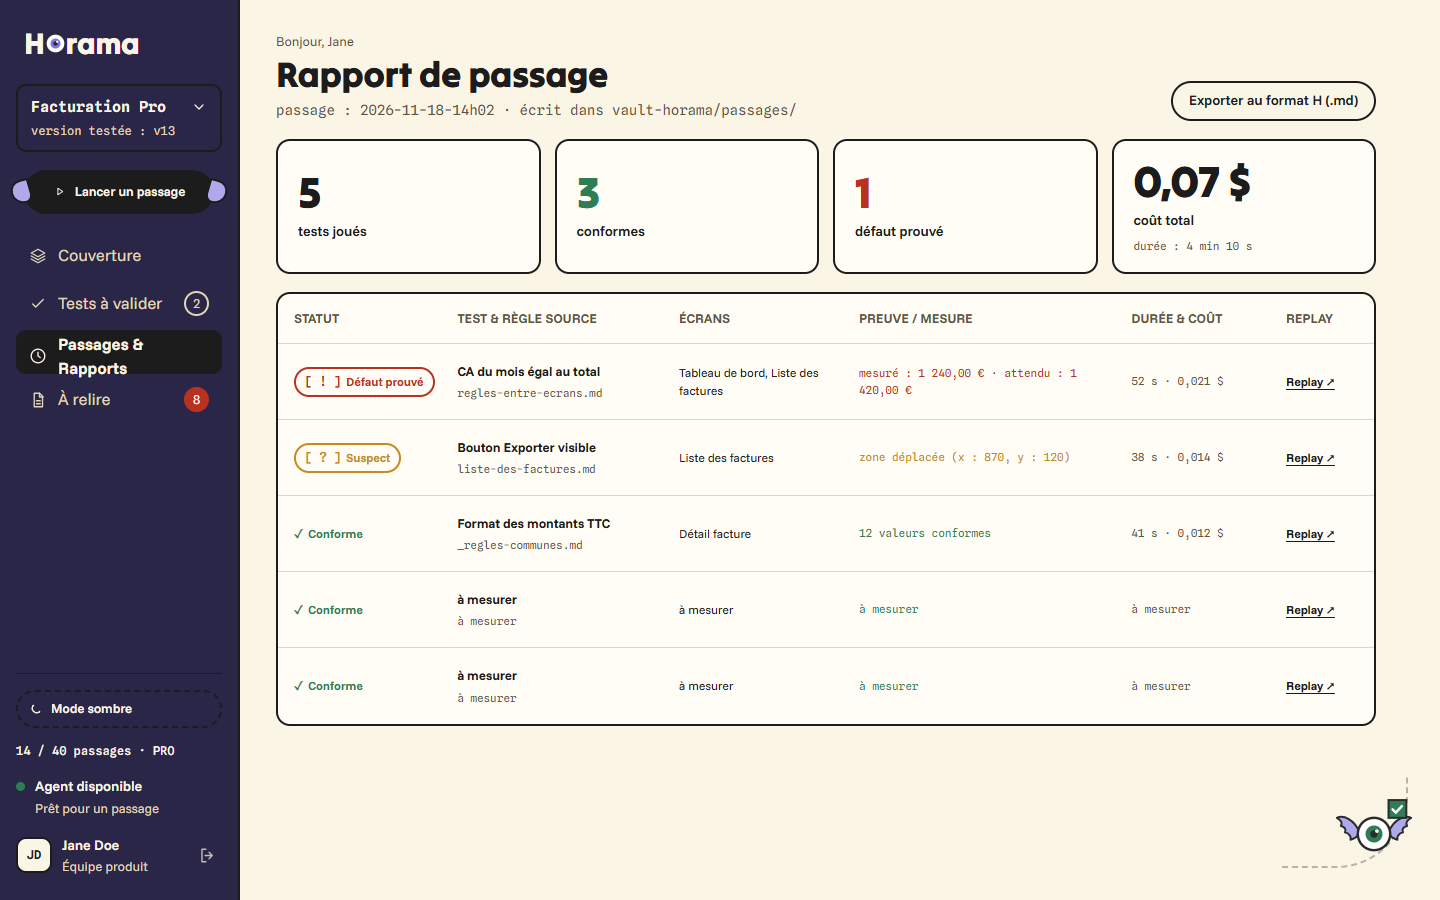 Horama
Facturation Pro
version testée : v13
Lancer un passage
Couverture
Tests à valider 2
Passages &
Rapports
À relire 8
Mode sombre
14 / 40 passages · PRO
Agent disponible
Prêt pour un passage
JD
Jane Doe
Équipe produit
Bonjour, Jane
Rapport de passage
passage : 2026-11-18-14h02 · écrit dans vault-horama/passages/
Exporter au format H (.md)
5
tests joués
3
conformes
1
défaut prouvé
0,07 $
coût total
durée : 4 min 10 s
STATUT TEST & RÈGLE SOURCE ÉCRANS PREUVE / MESURE DURÉE & COÛT REPLAY
[ ! ] Défaut prouvé
CA du mois égal au total
regles-entre-ecrans.md
Tableau de bord, Liste des
factures
mesuré : 1 240,00 € · attendu : 1
420,00 €
52 s · 0,021 $
Replay ↗
[ ? ] Suspect
Bouton Exporter visible
liste-des-factures.md
Liste des factures
zone déplacée (x : 870, y : 120)
38 s · 0,014 $
Replay ↗
✓ Conforme
Format des montants TTC
_regles-communes.md
Détail facture
12 valeurs conformes
41 s · 0,012 $
Replay ↗
✓ Conforme
à mesurer
à mesurer
à mesurer
à mesurer
à mesurer
Replay ↗
✓ Conforme
à mesurer
à mesurer
à mesurer
à mesurer
à mesurer
Replay ↗